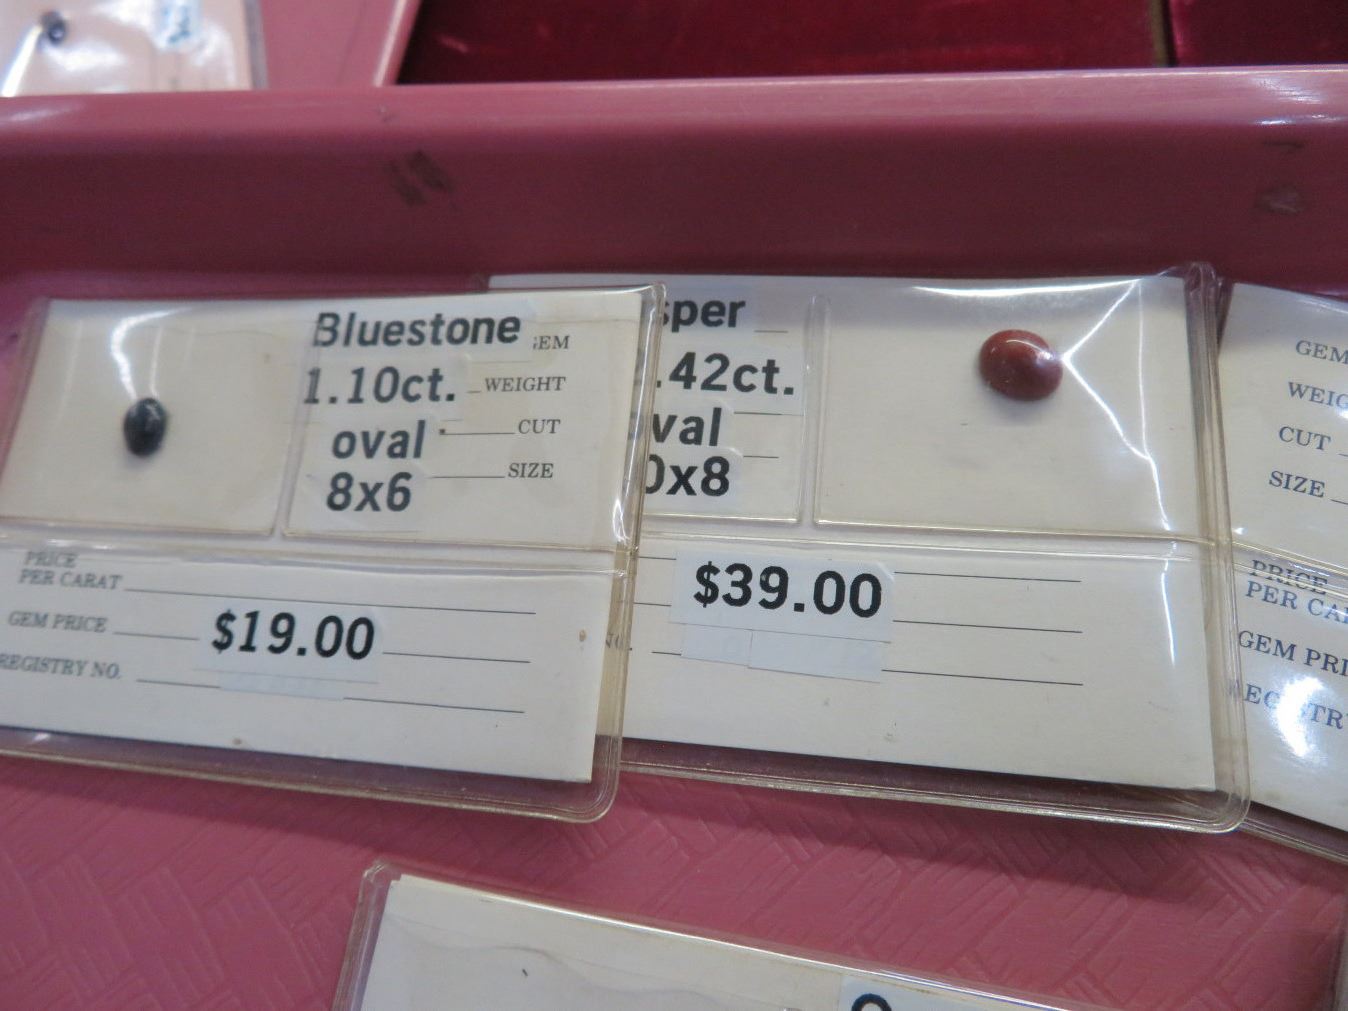 Bluestone GEM
1.10ct. WEIGHT
oval CUT
8x6 SIZE
PRICE
PER CARAT
GEM PRICE $19.00
REGISTRY NO.
sper
.42ct.
val
0x8
$39.00
NO.
GEM
WEIG
CUT
SIZE
PRICE
PER CA
GEM PRI